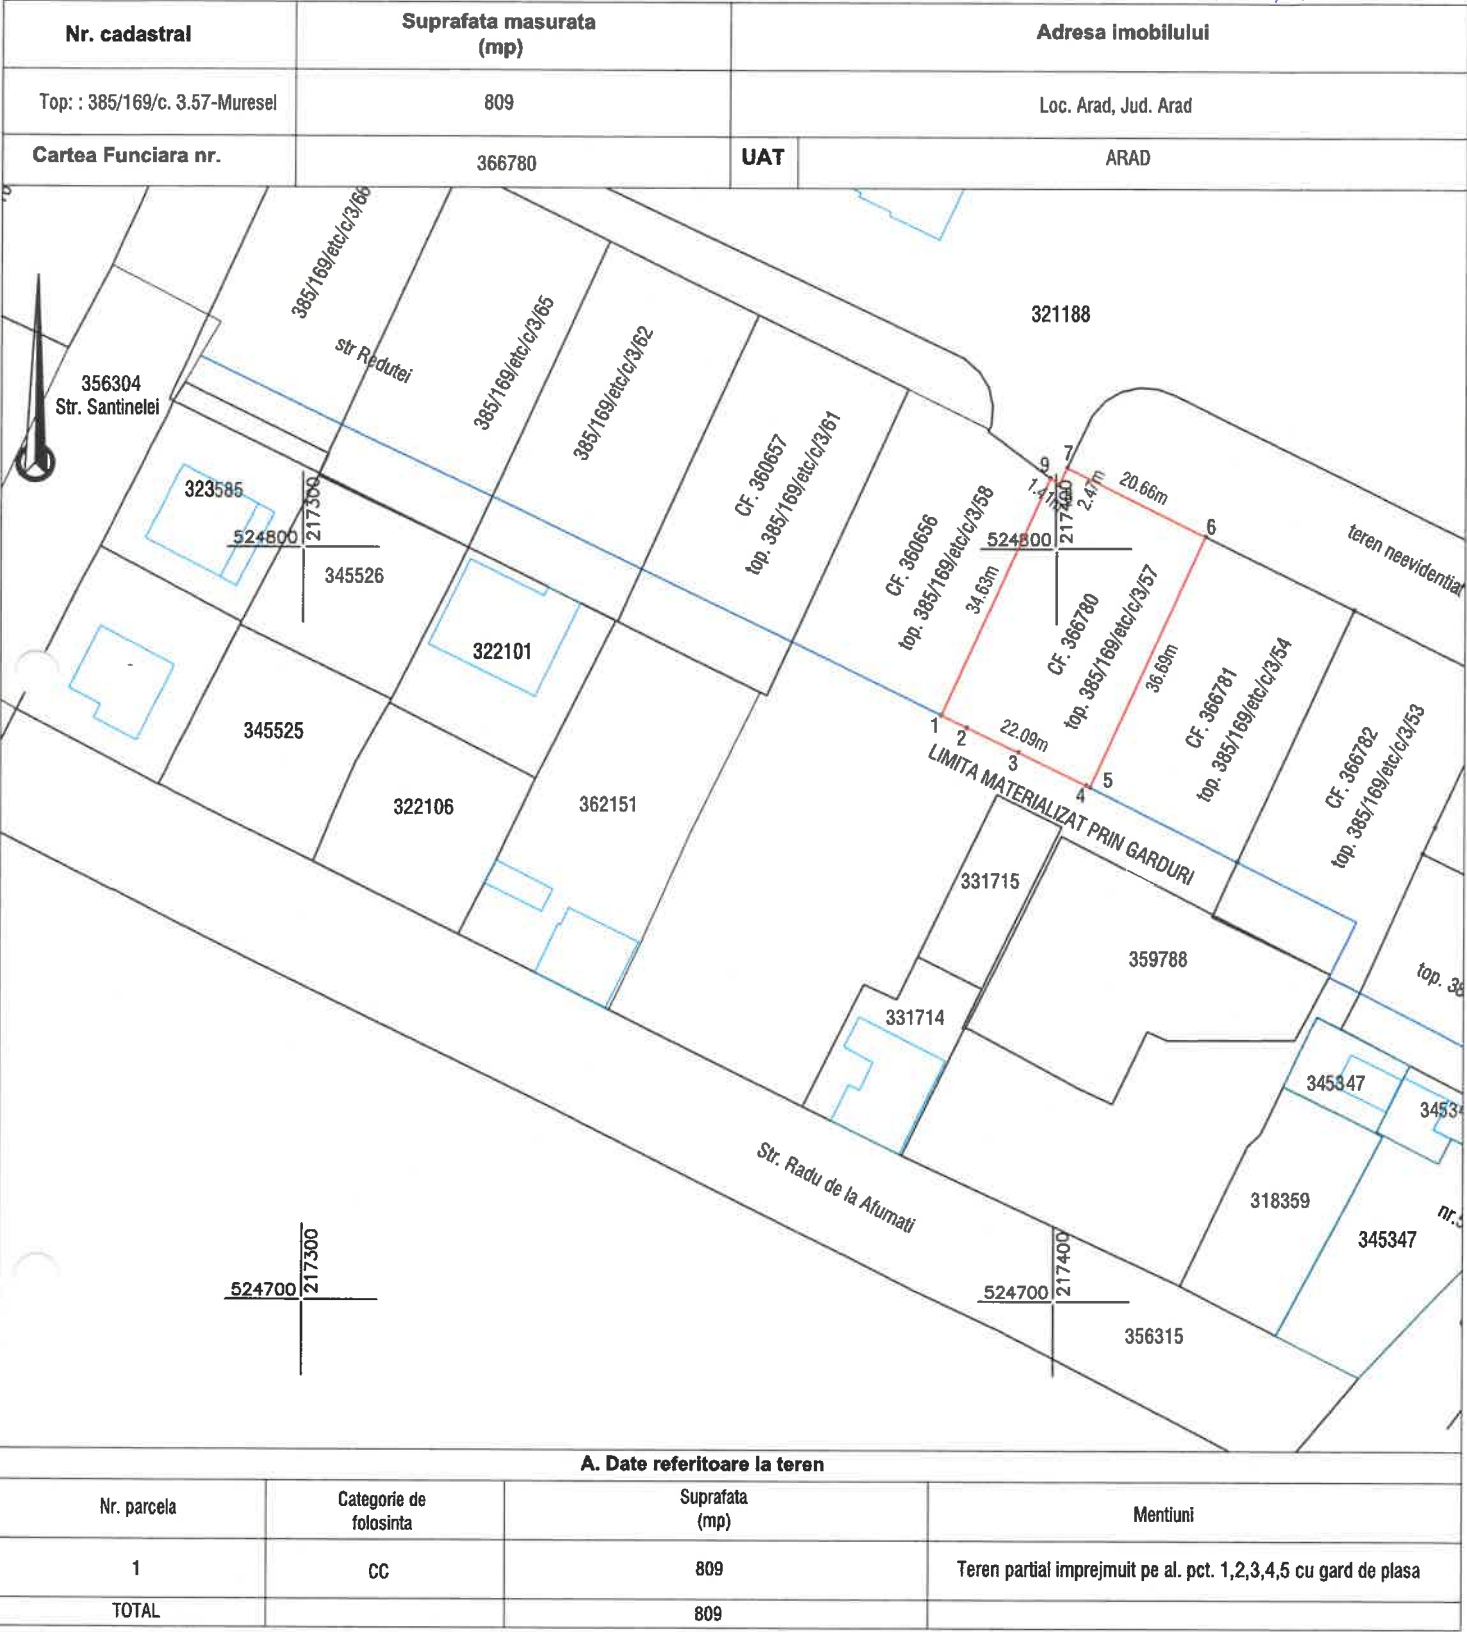 Nr. cadastral
Suprafata masurata
(mp)
Adresa imobilului
Top: : 385/169/c. 3.57-Muresel
809
Loc. Arad, Jud. Arad
Cartea Funciara nr.
366780
UAT
ARAD
385/169/etc/c/3/66
321188
str Redutei
385/169/etc/c/3/65
385/169/etc/c/3/62
356304
Str. Santinelei
CF. 360657
top. 385/169/etc/c/3/61
9
7
20.66m
2.47m
6
323585
217300
524800
217400
524800
CF. 360656
top. 385/169/etc/c/3/58
teren neevidentiat
345526
34.63m
CF. 366780
top. 385/169/etc/c/3/57
36.69m
322101
CF. 366781
top. 385/169/etc/c/3/54
345525
1
2
22.09m
3
4
5
CF. 366782
top. 385/169/etc/c/3/53
LIMITA MATERIALIZAT PRIN GARDURI
322106
362151
331715
359788
top. 38
331714
345347
3453
Str. Radu de la Afumati
318359
345347
217300
524700
217400
524700
356315
A. Date referitoare la teren
Nr. parcela
Categorie de
folosinta
Suprafata
(mp)
Mentiuni
1
CC
809
Teren partial imprejmuit pe al. pct. 1,2,3,4,5 cu gard de plasa
TOTAL
809